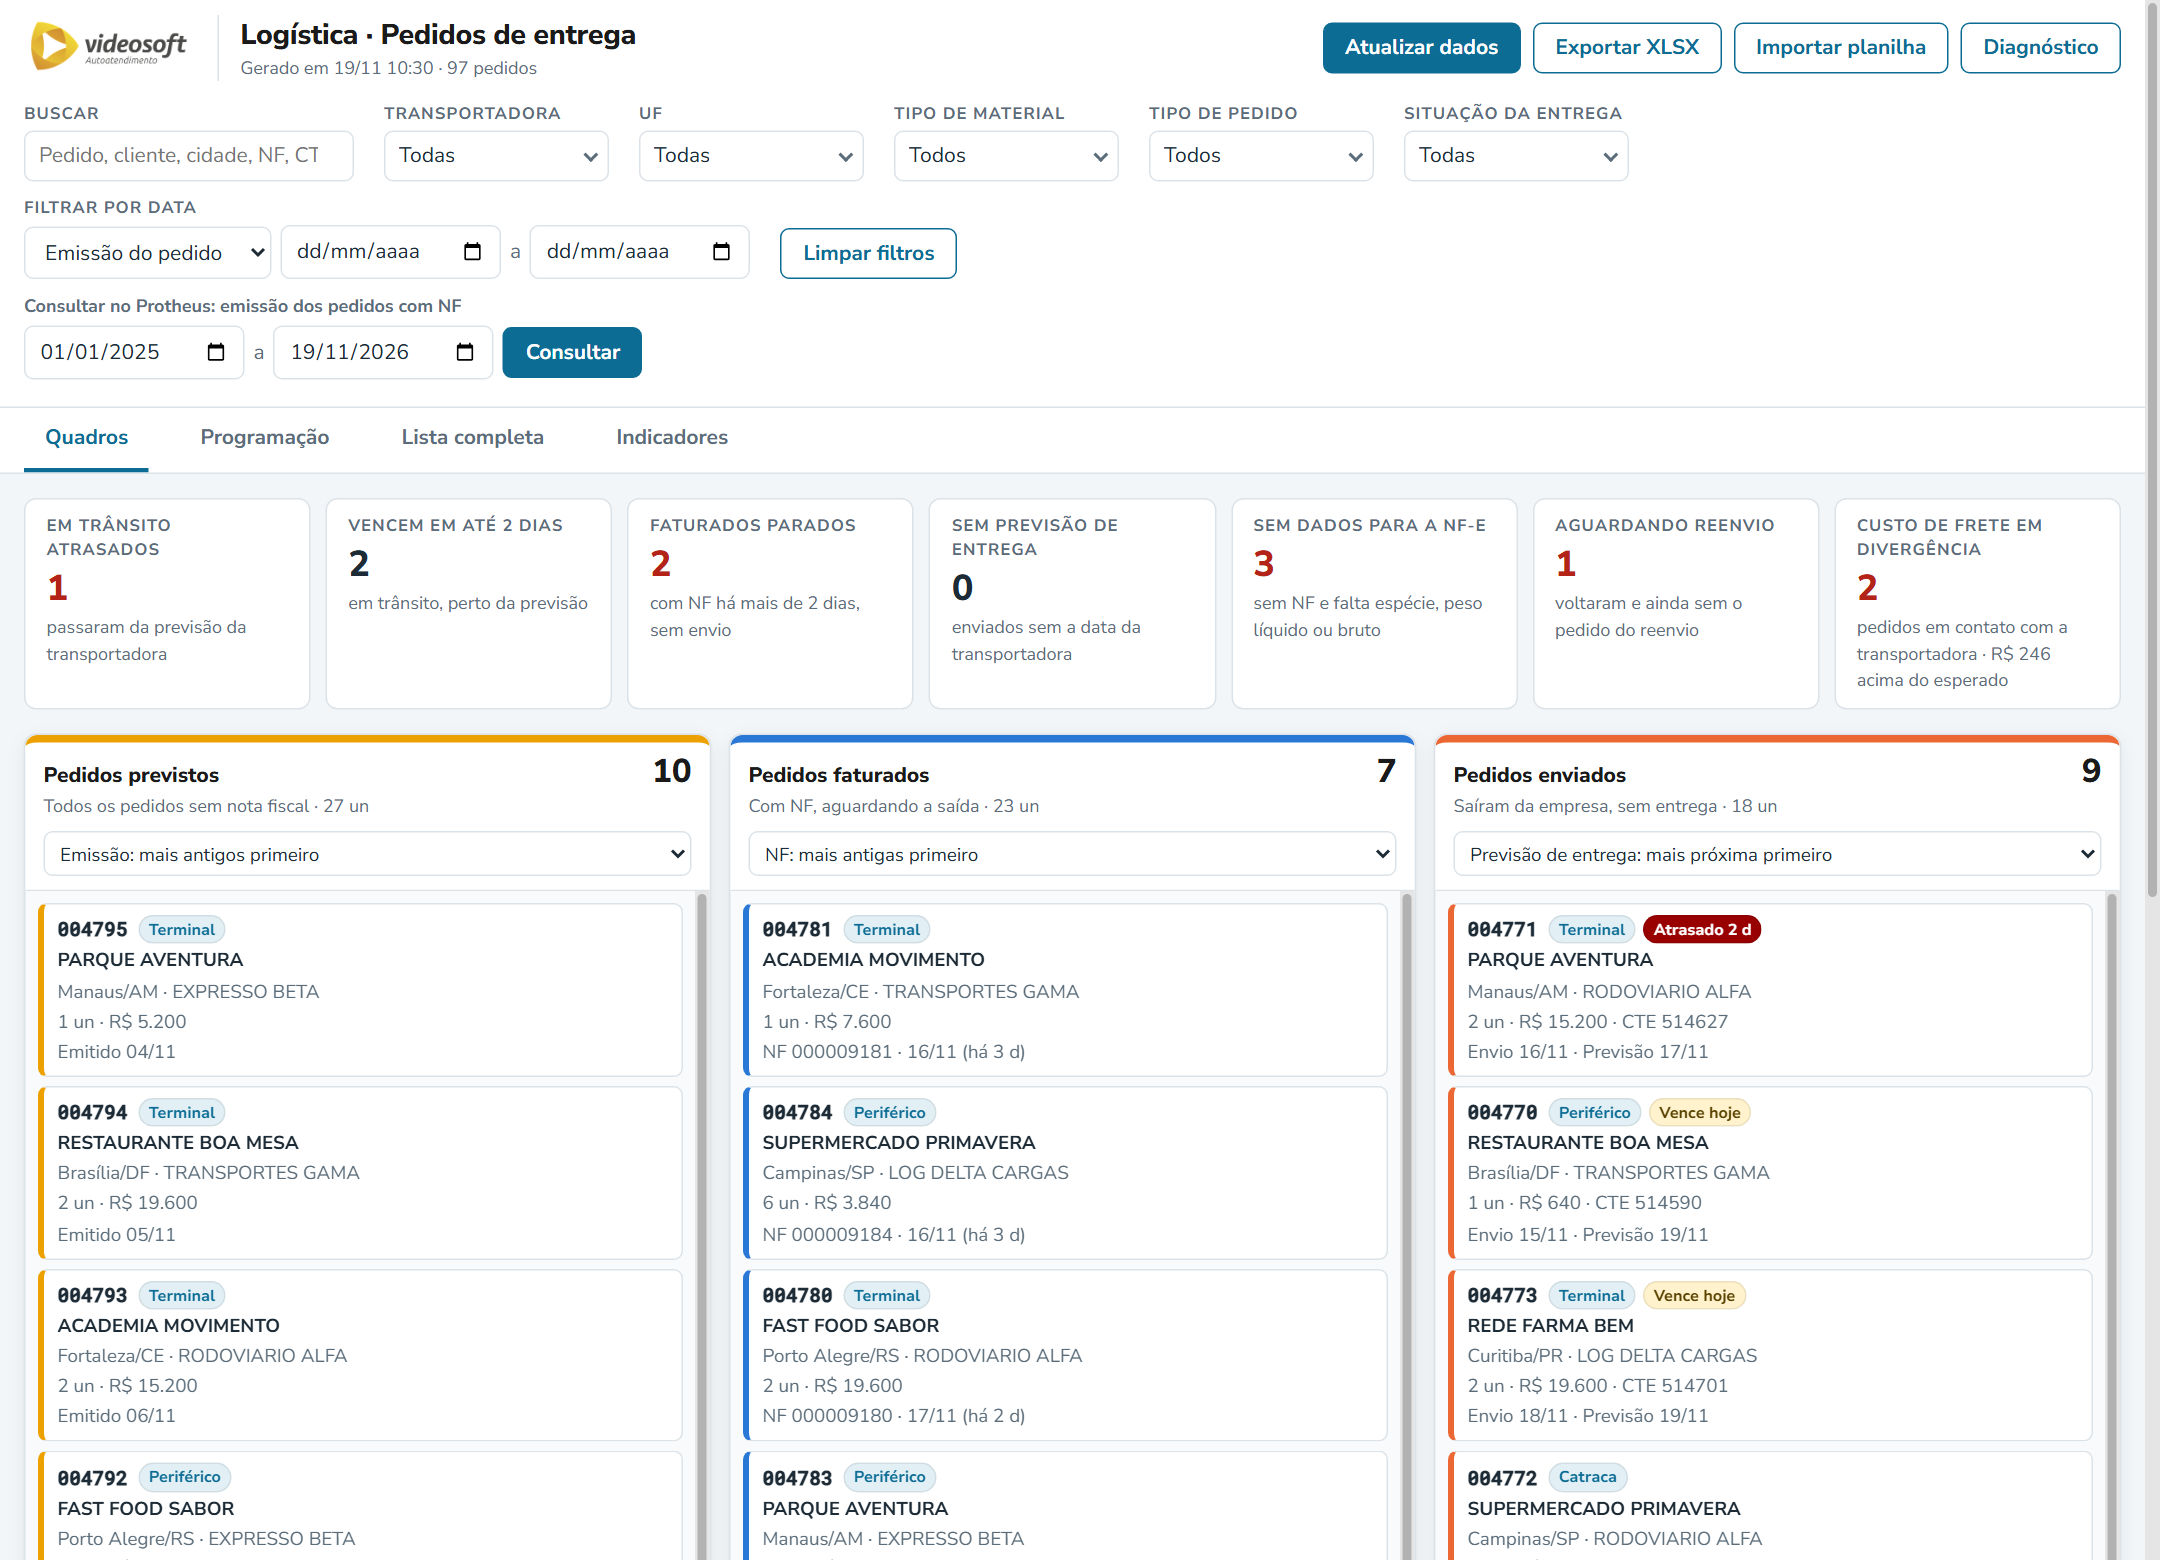 videosoft
Autoatendimento
Logística · Pedidos de entrega
Gerado em 19/11 10:30 · 97 pedidos
Atualizar dados
Exportar XLSX
Importar planilha
Diagnóstico
BUSCAR
TRANSPORTADORA
UF
TIPO DE MATERIAL
TIPO DE PEDIDO
SITUAÇÃO DA ENTREGA
Pedido, cliente, cidade, NF, CT
Todas
Todas
Todos
Todos
Todas
FILTRAR POR DATA
Emissão do pedido
dd/mm/aaaa
a
dd/mm/aaaa
Limpar filtros
Consultar no Protheus: emissão dos pedidos com NF
01/01/2025
a
19/11/2026
Consultar
Quadros
Programação
Lista completa
Indicadores
EM TRÂNSITO
ATRASADOS
1
passaram da previsão da
transportadora
VENCEM EM ATÉ 2 DIAS
2
em trânsito, perto da previsão
FATURADOS PARADOS
2
com NF há mais de 2 dias,
sem envio
SEM PREVISÃO DE
ENTREGA
0
enviados sem a data da
transportadora
SEM DADOS PARA A NF-E
3
sem NF e falta espécie, peso
líquido ou bruto
AGUARDANDO REENVIO
1
voltaram e ainda sem o
pedido do reenvio
CUSTO DE FRETE EM
DIVERGÊNCIA
2
pedidos em contato com a
transportadora · R$ 246
acima do esperado
Pedidos previstos
10
Todos os pedidos sem nota fiscal · 27 un
Emissão: mais antigos primeiro
004795 Terminal
PARQUE AVENTURA
Manaus/AM · EXPRESSO BETA
1 un · R$ 5.200
Emitido 04/11
004794 Terminal
RESTAURANTE BOA MESA
Brasília/DF · TRANSPORTES GAMA
2 un · R$ 19.600
Emitido 05/11
004793 Terminal
ACADEMIA MOVIMENTO
Fortaleza/CE · RODOVIARIO ALFA
2 un · R$ 15.200
Emitido 06/11
004792 Periférico
FAST FOOD SABOR
Porto Alegre/RS · EXPRESSO BETA
Pedidos faturados
7
Com NF, aguardando a saída · 23 un
NF: mais antigas primeiro
004781 Terminal
ACADEMIA MOVIMENTO
Fortaleza/CE · TRANSPORTES GAMA
1 un · R$ 7.600
NF 000009181 · 16/11 (há 3 d)
004784 Periférico
SUPERMERCADO PRIMAVERA
Campinas/SP · LOG DELTA CARGAS
6 un · R$ 3.840
NF 000009184 · 16/11 (há 3 d)
004780 Terminal
FAST FOOD SABOR
Porto Alegre/RS · RODOVIARIO ALFA
2 un · R$ 19.600
NF 000009180 · 17/11 (há 2 d)
004783 Periférico
PARQUE AVENTURA
Manaus/AM · EXPRESSO BETA
Pedidos enviados
9
Saíram da empresa, sem entrega · 18 un
Previsão de entrega: mais próxima primeiro
004771 Terminal Atrasado 2 d
PARQUE AVENTURA
Manaus/AM · RODOVIARIO ALFA
2 un · R$ 15.200 · CTE 514627
Envio 16/11 · Previsão 17/11
004770 Periférico Vence hoje
RESTAURANTE BOA MESA
Brasília/DF · TRANSPORTES GAMA
1 un · R$ 640 · CTE 514590
Envio 15/11 · Previsão 19/11
004773 Terminal Vence hoje
REDE FARMA BEM
Curitiba/PR · LOG DELTA CARGAS
2 un · R$ 19.600 · CTE 514701
Envio 18/11 · Previsão 19/11
004772 Catraca
SUPERMERCADO PRIMAVERA
Campinas/SP · RODOVIARIO ALFA